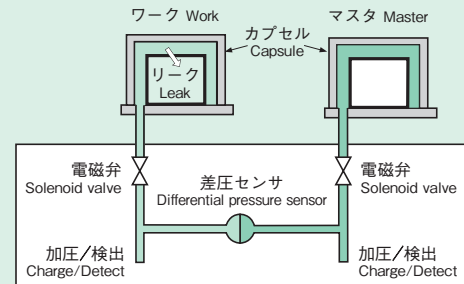 ワーク Work
マスタ Master
カプセル
Capsule
リーク
Leak
電磁弁
Solenoid valve
差圧センサ
Differential pressure sensor
電磁弁
Solenoid valve
加圧／検出
Charge/Detect
加圧／検出
Charge/Detect